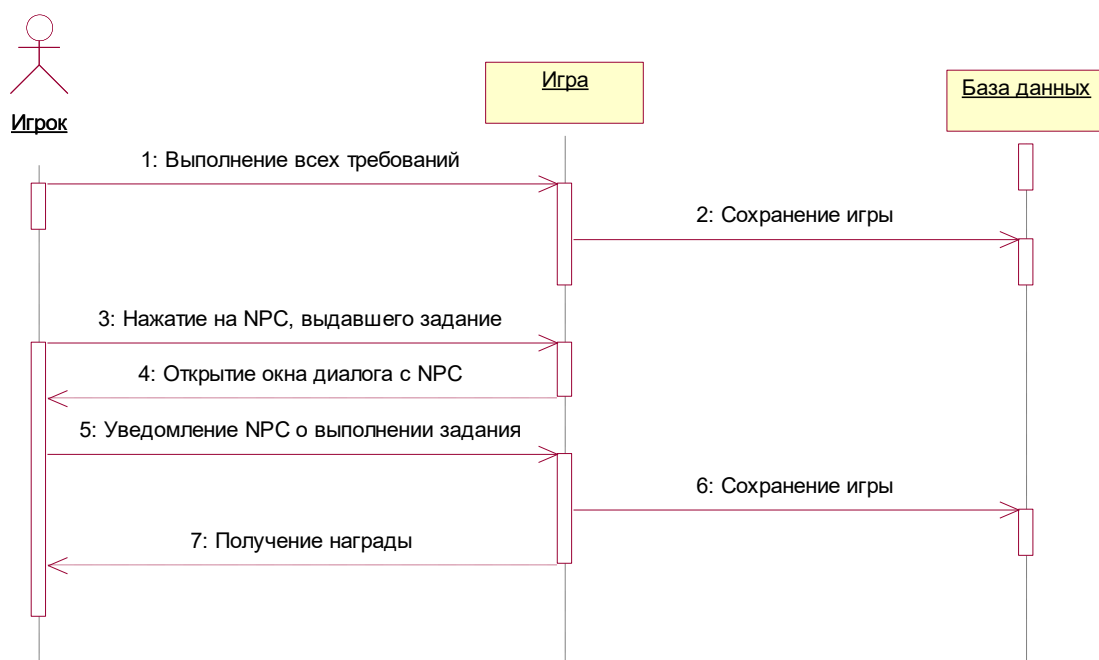 Игрок
Игра
База данных
1: Выполнение всех требований
2: Сохранение игры
3: Нажатие на NPC, выдавшего задание
4: Открытие окна диалога с NPC
5: Уведомление NPC о выполнении задания
6: Сохранение игры
7: Получение награды